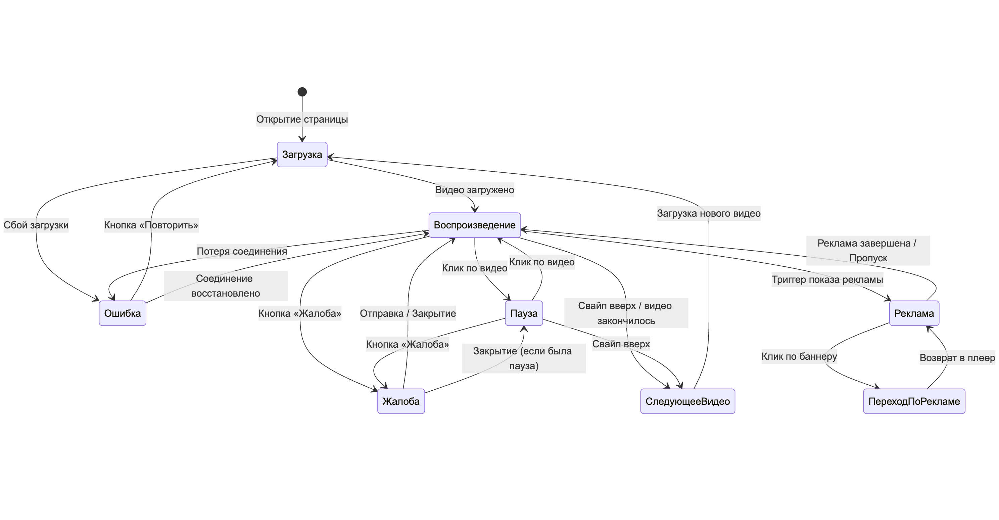 Открытие страницы
Загрузка
Видео загружено
Загрузка нового видео
Сбой загрузки
Кнопка «Повторить»
Воспроизведение
Потеря соединения
Реклама завершена /
Пропуск
Клик по видео
Клик по видео
Соединение
восстановлено
Триггер показа рекламы
Ошибка
Кнопка «Жалоба»
Отправка / Закрытие
Пауза
Свайп вверх / видео
закончилось
Реклама
Кнопка «Жалоба»
Закрытие (если была
пауза)
Свайп вверх
Клик по баннеру
Возврат в плеер
Жалоба
СледующееВидео
ПереходПоРекламе